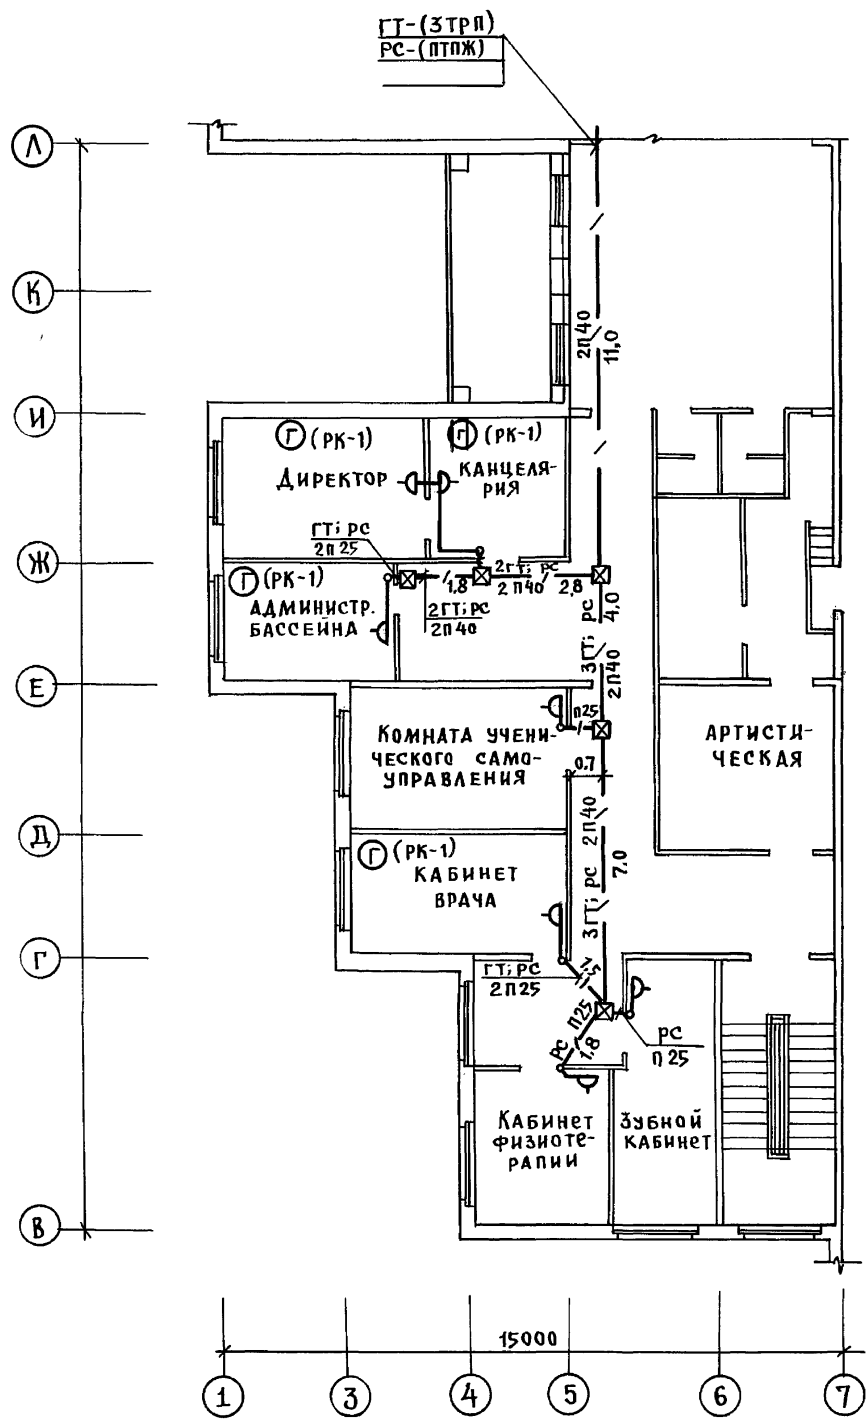 ГТ-(3ТРП)
РС-(ПТПЖ)
Л
К
2П40
11,0
И
Г (РК-1)
Г (РК-1)
ДИРЕКТОР
КАНЦЕЛЯ-
РИЯ
ГТ; РС
2П25
Ж
Г (РК-1)
1,8
2ГТ; РС
2П40
2,8
АДМИНИСТР.
БАССЕЙНА
2ГТ; РС
2П40
3ГТ; РС
4,0
2П40
Е
П25
КОМНАТА УЧЕНИ-
ЧЕСКОГО САМО-
УПРАВЛЕНИЯ
АРТИСТИ-
ЧЕСКАЯ
0,7
Д
2П40
3ГТ; РС
7,0
Г (РК-1)
КАБИНЕТ
ВРАЧА
Г
ГТ; РС
2П25
1,5
П25
РС
1,8
РС
П25
КАБИНЕТ
ФИЗИОТЕ-
РАПИИ
ЗУБНОЙ
КАБИНЕТ
В
15000
1
3
4
5
6
7